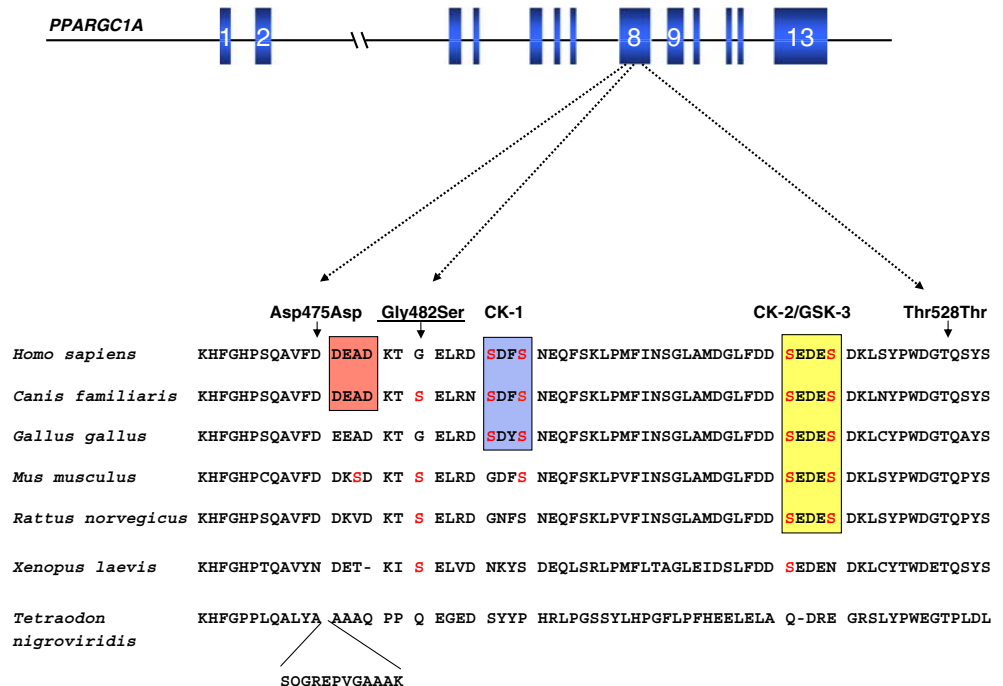 PPARGC1A
1 2 8 9 13
Asp475Asp Gly482Ser CK-1 CK-2/GSK-3 Thr528Thr
Homo sapiens KHFGHPSQAVFD DEAD KT G ELRD SDFS NEQFSKLPMFINSGLAMDGLFDD SEDES DKLSYPWDGTQSYS
Canis familiaris KHFGHPSQAVFD DEAD KT S ELRN SDFS NEQFSKLPMFINSGLAMDGLFDD SEDES DKLNYPWDGTQSYS
Gallus gallus KHFGHPSQAVFD EEAD KT G ELRD SDYS NEQFSKLPMFINSGLAMDGLFDD SEDES DKLCYPWDGTQAYS
Mus musculus KHFGHPCQAVFD DKSD KT S ELRD GDFS NEQFSKLPVFINSGLAMDGLFDD SEDES DKLSYPWDGTQPYS
Rattus norvegicus KHFGHPSQAVFD DKVD KT S ELRD GNFS NEQFSKLPVFINSGLAMDGLFDD SEDES DKLSYPWDGTQPYS
Xenopus laevis KHFGHPTQAVYN DET- KI S ELVD NKYS DEQLSRLPMFLTAGLEIDSLFDD SEDEN DKLCYTWDETQSYS
Tetraodon KHFGPPLQALYA AAAQ PP Q EGED SYYP HRLPGSSYLHPGFLPFHEELELA Q-DRE GRSLYPWEGTPLDL
nigroviridis
SOGREPVGAAAK